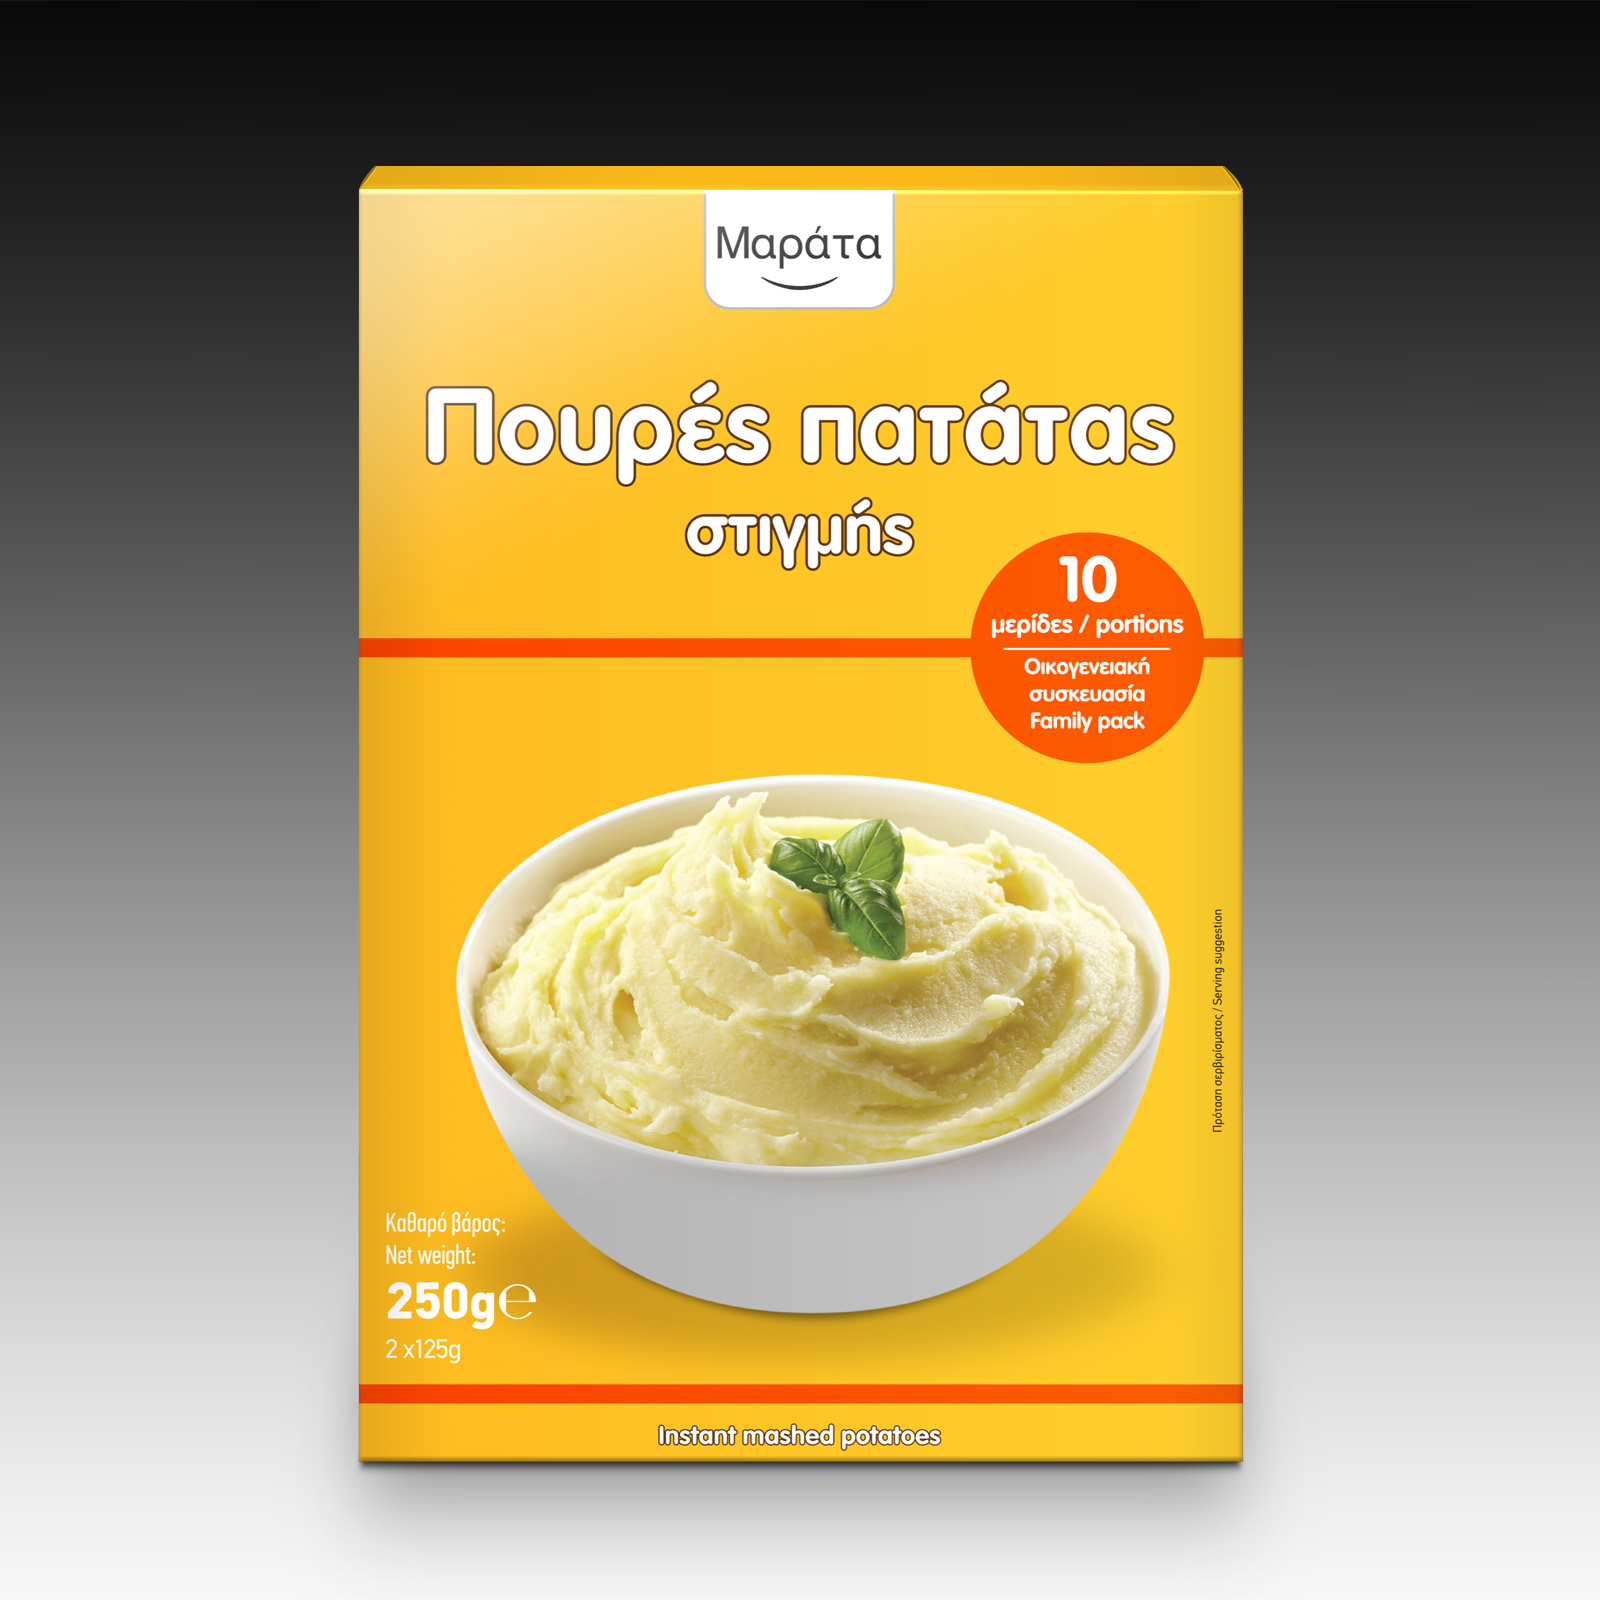 Μαράτα
Πουρές πατάτας
στιγμής
10
μερίδες / portions
Οικογενειακή
συσκευασία
Family pack
Πρόταση σερβιρίσματος / Serving suggestion
Καθαρό βάρος:
Net weight:
250g℮
2 x125g
Instant mashed potatoes